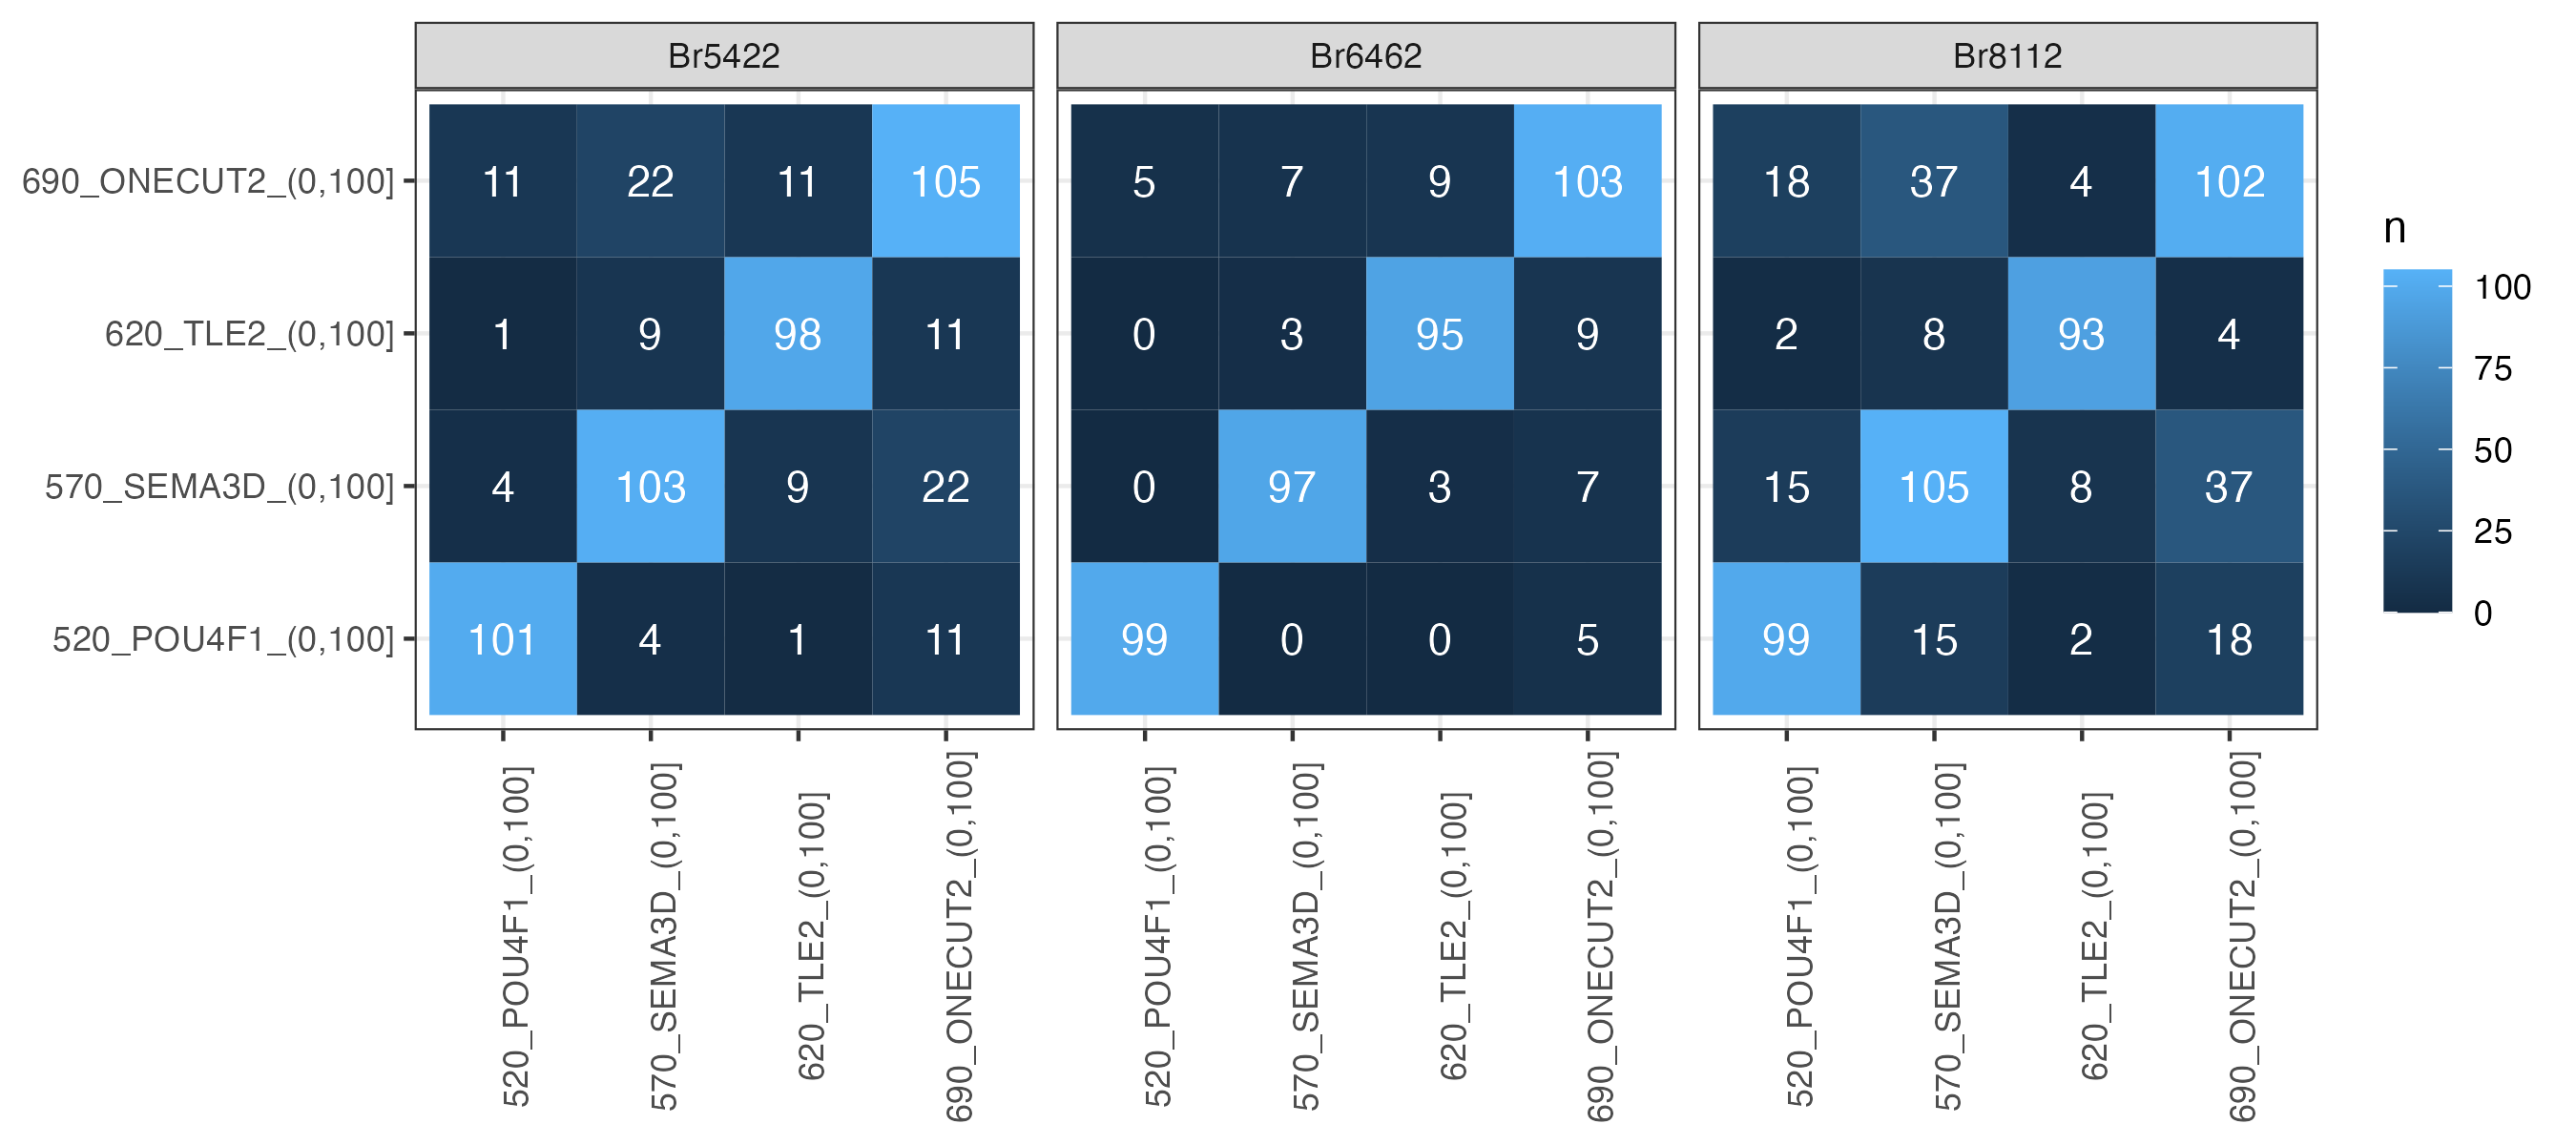 Br5422 Br6462 Br8112
690_ONECUT2_(0,100] 11 22 11 105 5 7 9 103 18 37 4 102
620_TLE2_(0,100] 1 9 98 11 0 3 95 9 2 8 93 4
570_SEMA3D_(0,100] 4 103 9 22 0 97 3 7 15 105 8 37
520_POU4F1_(0,100] 101 4 1 11 99 0 0 5 99 15 2 18
520_POU4F1_(0,100]
570_SEMA3D_(0,100]
620_TLE2_(0,100]
690_ONECUT2_(0,100]
520_POU4F1_(0,100]
570_SEMA3D_(0,100]
620_TLE2_(0,100]
690_ONECUT2_(0,100]
520_POU4F1_(0,100]
570_SEMA3D_(0,100]
620_TLE2_(0,100]
690_ONECUT2_(0,100]
n
100
75
50
25
0